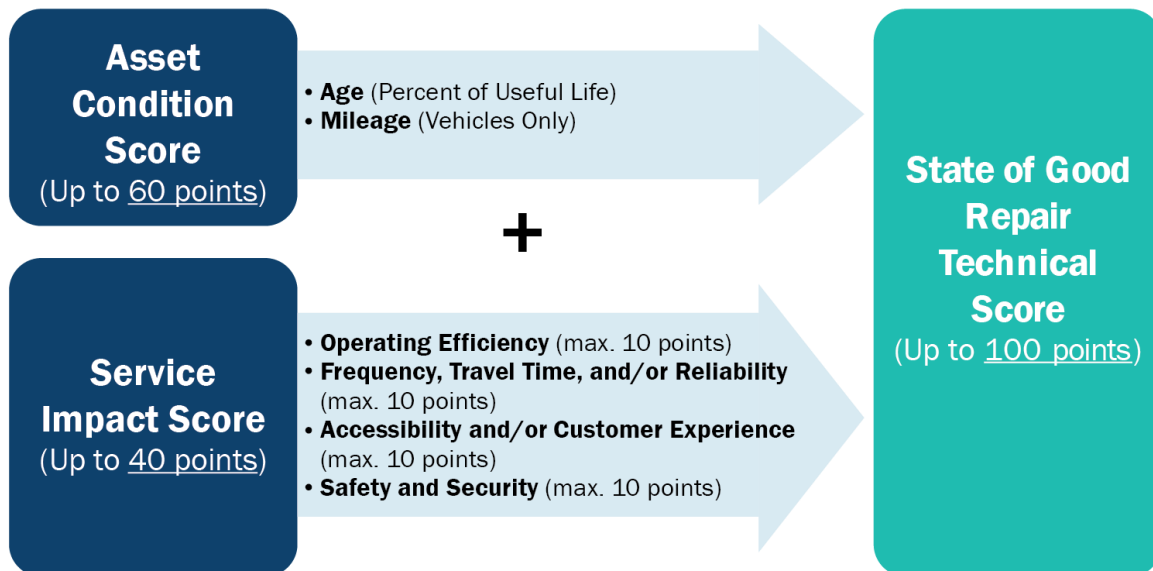 Asset
Condition
Score
(Up to 60 points)
• Age (Percent of Useful Life)
• Mileage (Vehicles Only)
+
Service
Impact Score
(Up to 40 points)
• Operating Efficiency (max. 10 points)
• Frequency, Travel Time, and/or Reliability
(max. 10 points)
• Accessibility and/or Customer Experience
(max. 10 points)
• Safety and Security (max. 10 points)
State of Good
Repair
Technical
Score
(Up to 100 points)